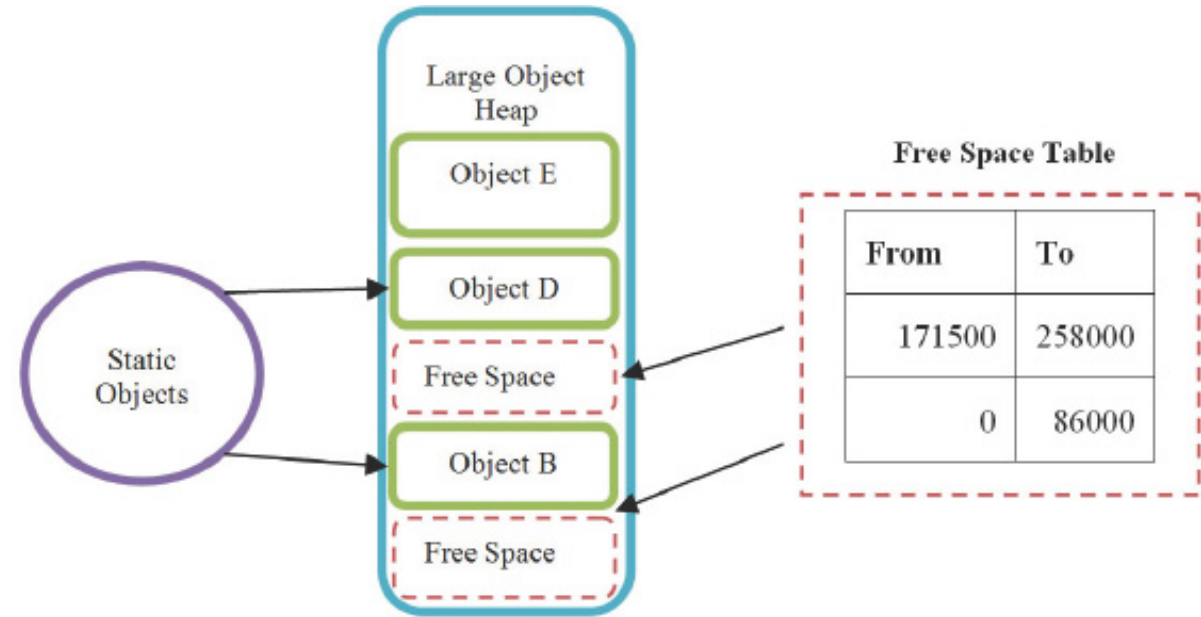 Large Object
Heap
Object E
Object D
Free Space
Object B
Free Space
Static
Objects
Free Space Table
From To
171500 258000
0 86000